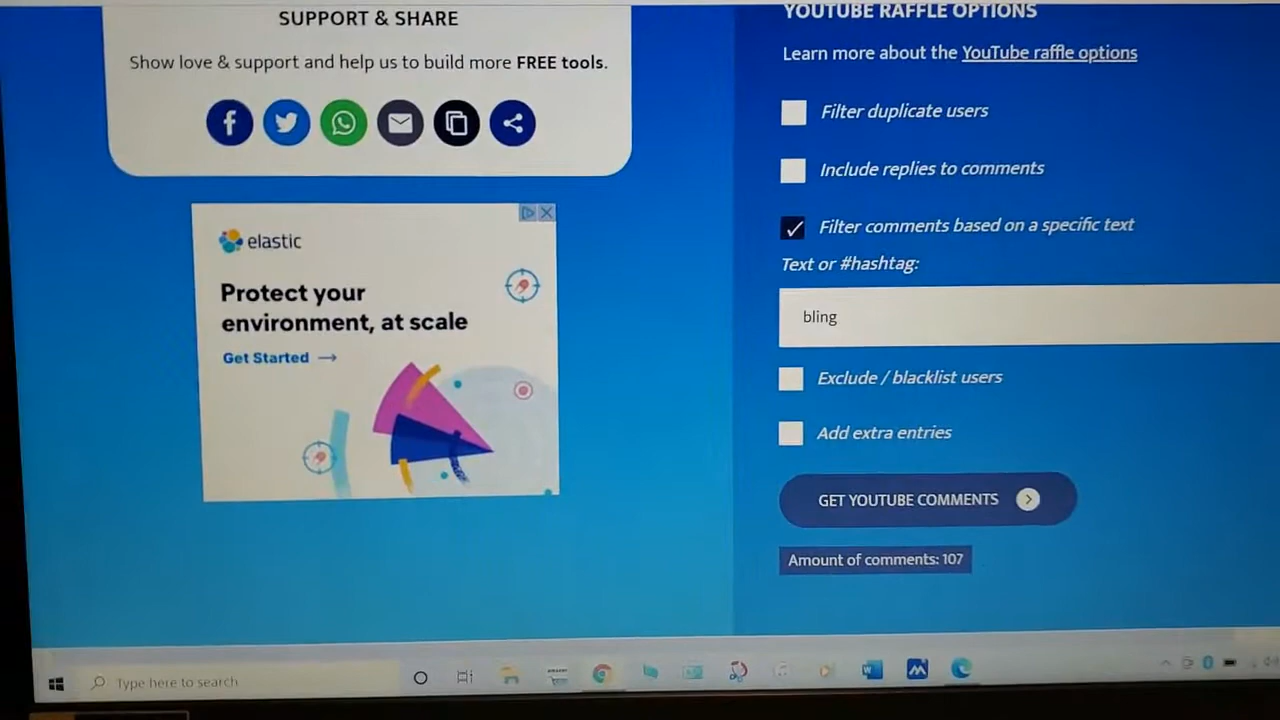 SUPPORT & SHARE
Show love & support and help us to build more FREE tools.
elastic
Protect your
environment, at scale
Get Started →
YOUTUBE RAFFLE OPTIONS
Learn more about the YouTube raffle options
Filter duplicate users
Include replies to comments
Filter comments based on a specific text
Text or #hashtag:
bling
Exclude / blacklist users
Add extra entries
GET YOUTUBE COMMENTS
Amount of comments: 107
Type here to search